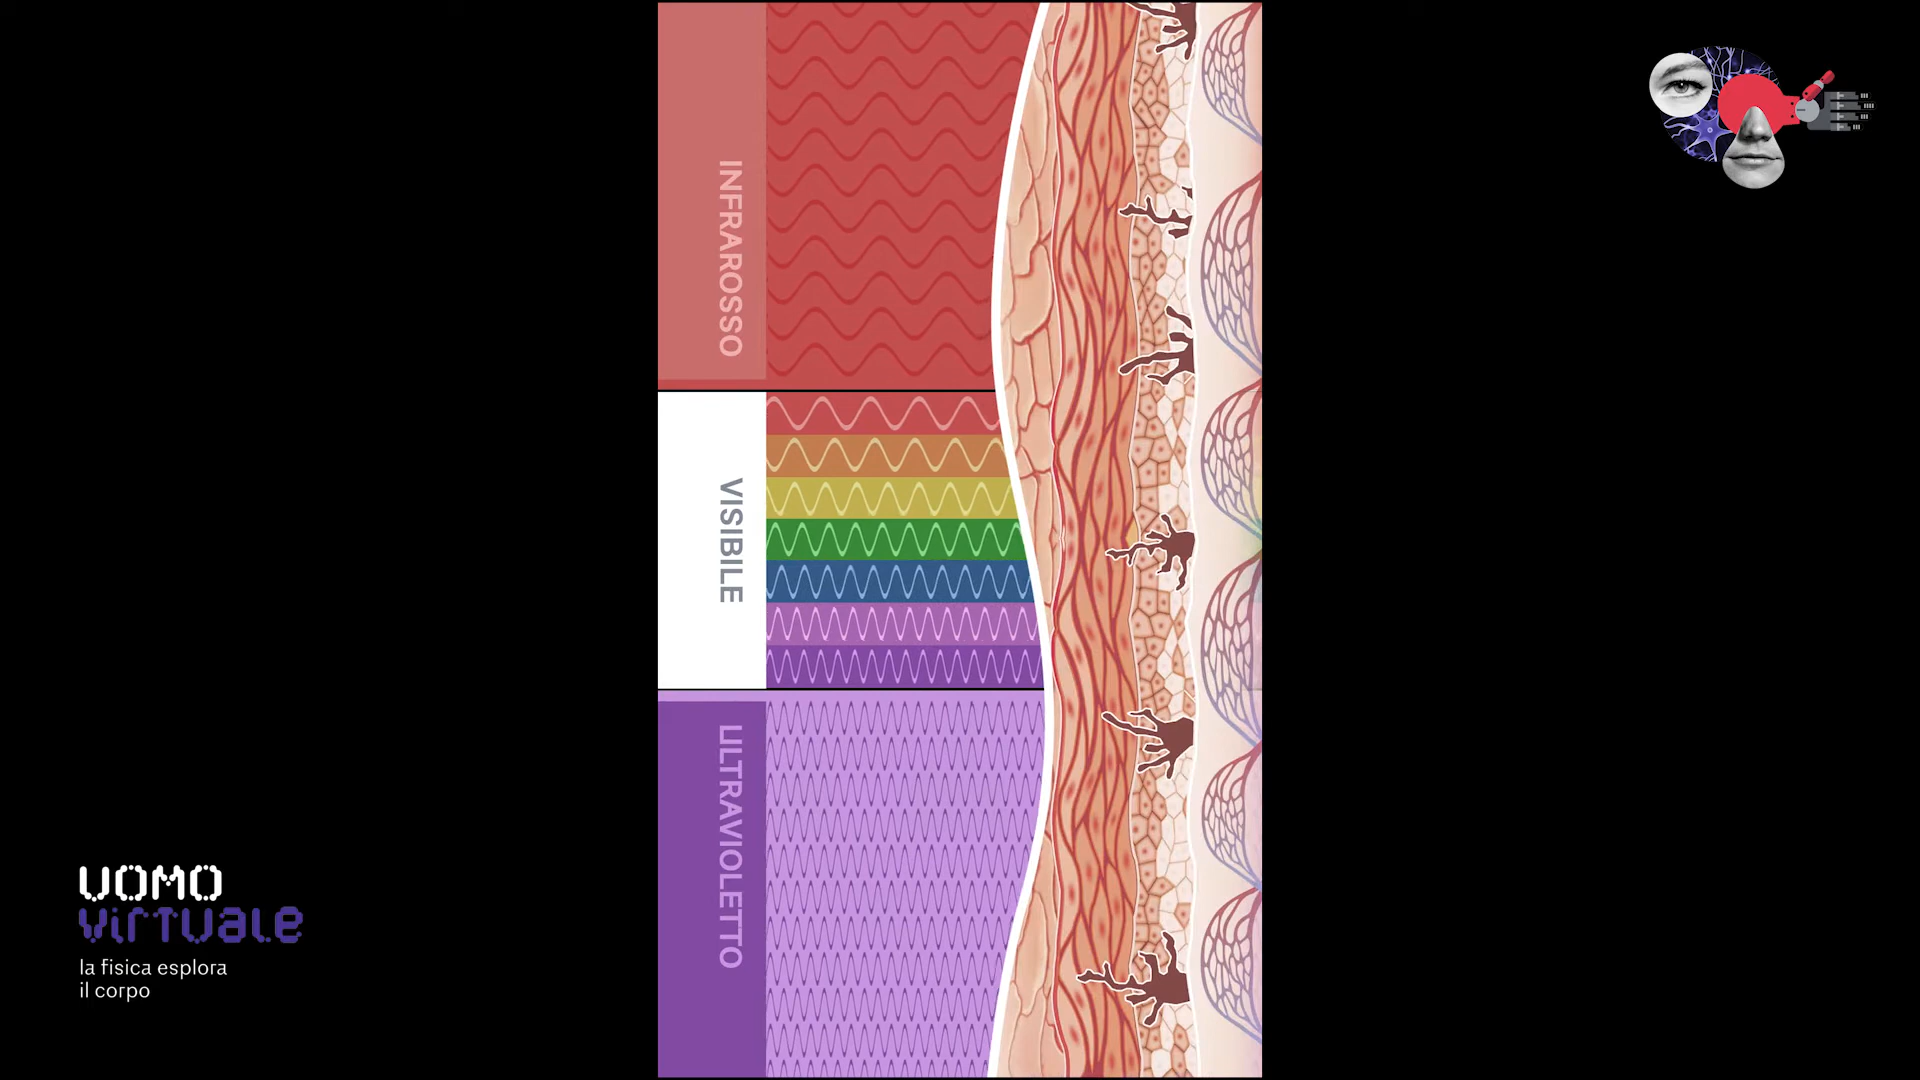 INFRAROSSO
VISIBILE
ULTRAVIOLETTO
UOMO
virtuale
la fisica esplora
il corpo